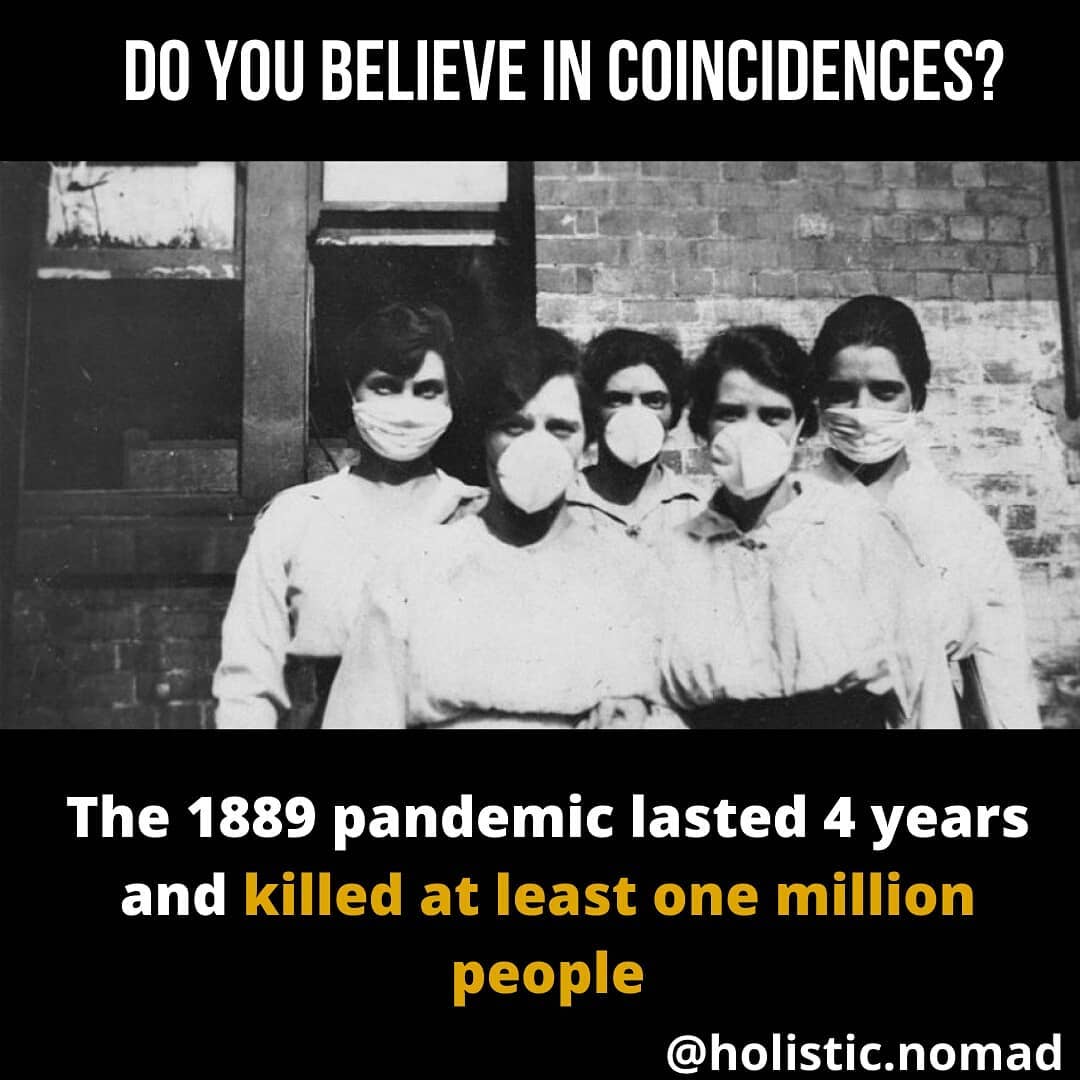 DO YOU BELIEVE IN COINCIDENCES?
The 1889 pandemic lasted 4 years
and killed at least one million
people
@holistic.nomad